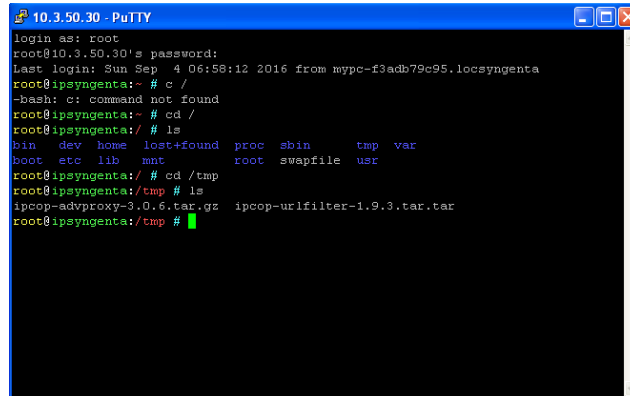 10.3.50.30 - PuTTY
login as: root
root@10.3.50.30's password:
Last login: Sun Sep  4 06:58:12 2016 from mypc-f3adb79c95.locsyngenta
root@ipsyngenta:~ # c /
-bash: c: command not found
root@ipsyngenta:~ # cd /
root@ipsyngenta:/ # ls
bin   dev  home  lost+found  proc  sbin      tmp  var
boot  etc  lib   mnt         root  swapfile  usr
root@ipsyngenta:/ # cd /tmp
root@ipsyngenta:/tmp # ls
ipcop-advproxy-3.0.6.tar.gz  ipcop-urlfilter-1.9.3.tar.tar
root@ipsyngenta:/tmp #